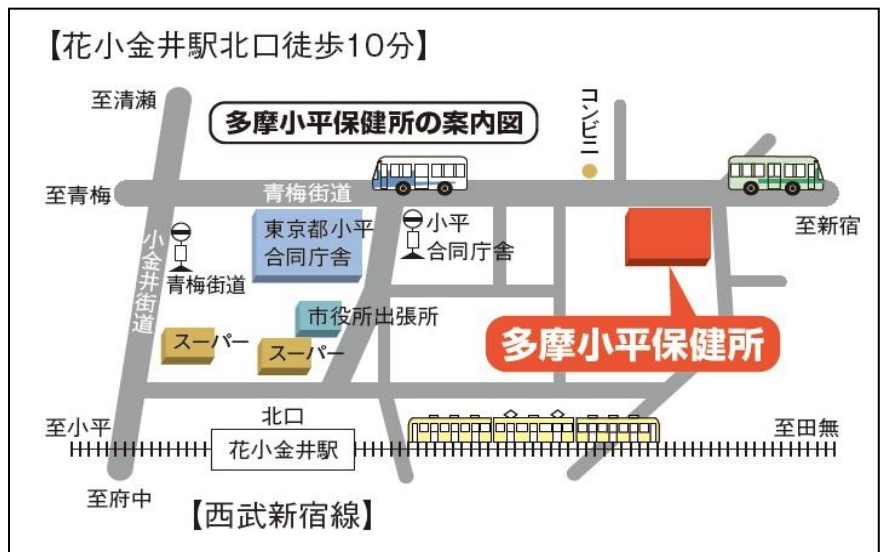 【花小金井駅北口徒歩10分】
至清瀬
多摩小平保健所の案内図
コンビニ
至青梅
青梅街道
至新宿
小金井街道
青梅街道
東京都小平
合同庁舎
小平
合同庁舎
市役所出張所
スーパー
スーパー
多摩小平保健所
北口
至小平
花小金井駅
至田無
至府中
【西武新宿線】